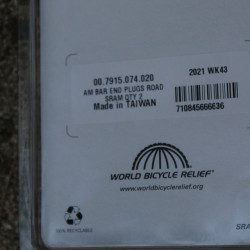 00.7915.074.020
2021 WK43
AM BAR END PLUGS ROAD
SRAM QTY 2
Made in TAIWAN
710845666636
WORLD BICYCLE RELIEF®
www.worldbicyclerelief.org
SRA